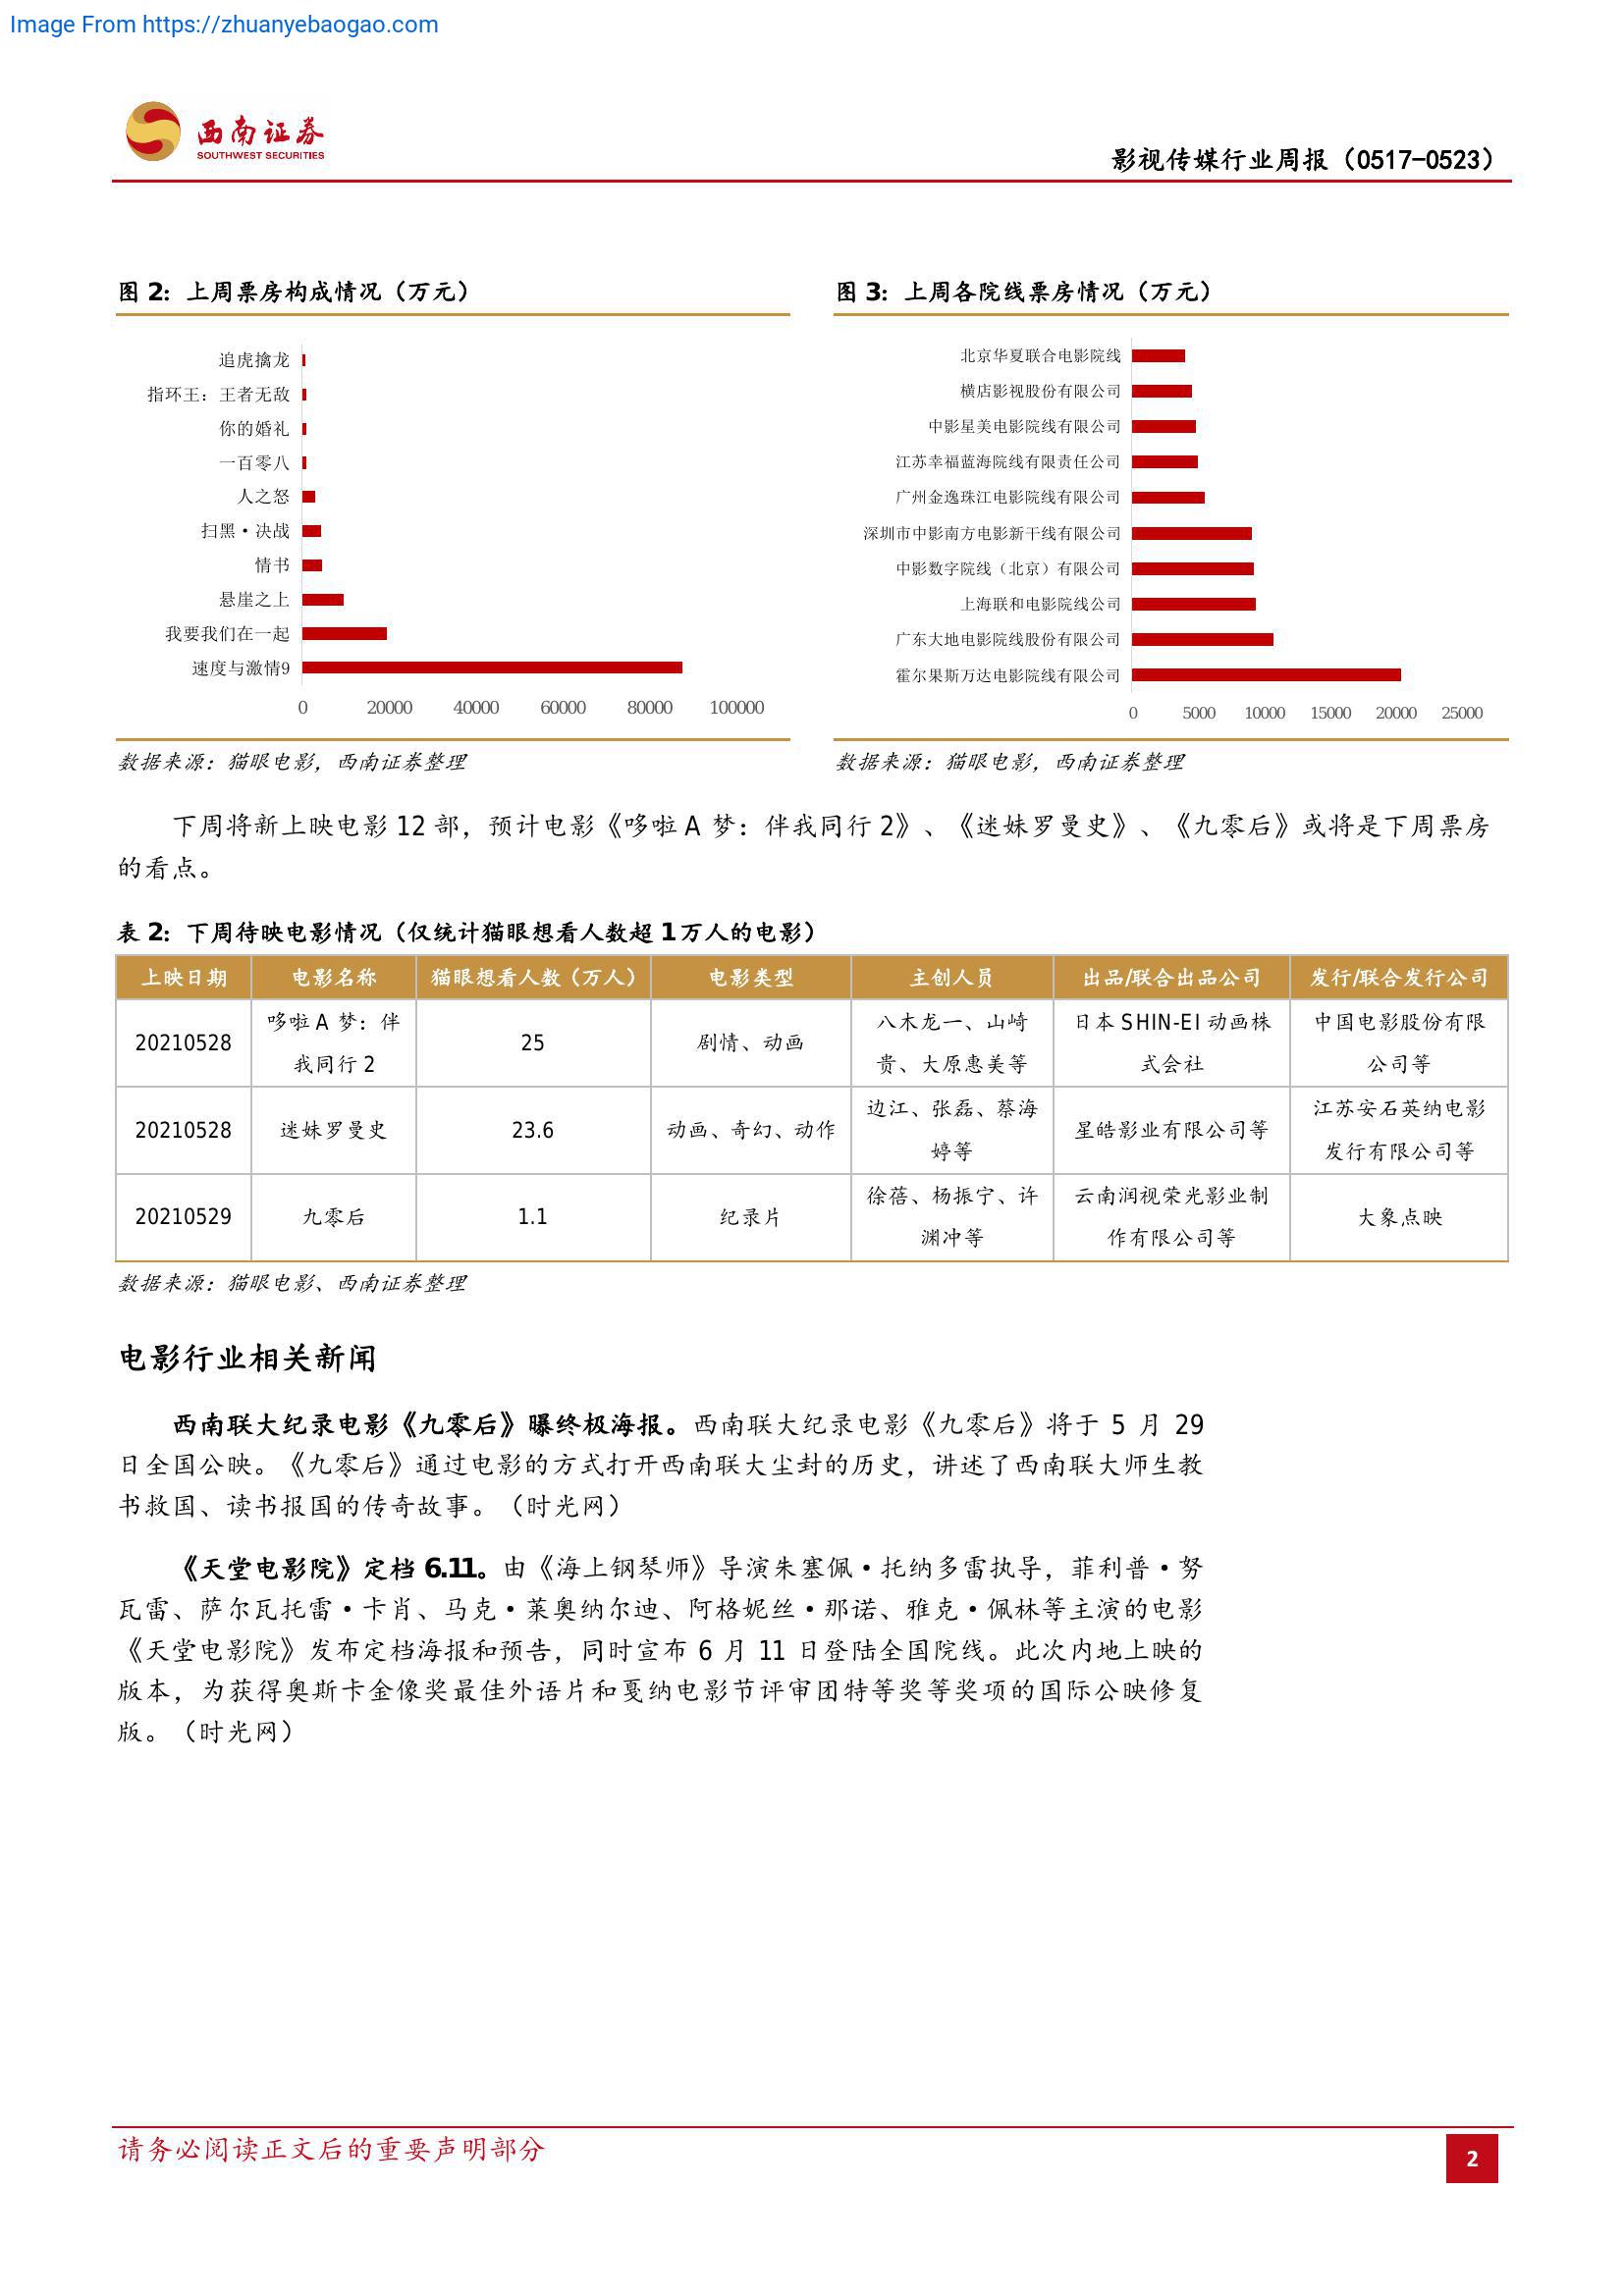 Image From https://zhuanyebaogao.com
西南证券
SOUTHWEST SECURITIES
影视传媒行业周报（0517-0523）
图 2：上周票房构成情况（万元）
追虎擒龙
指环王：王者无敌
你的婚礼
一百零八
人之怒
扫黑·决战
情书
悬崖之上
我要我们在一起
速度与激情9
0 20000 40000 60000 80000 100000
数据来源：猫眼电影，西南证券整理
图 3：上周各院线票房情况（万元）
北京华夏联合电影院线
横店影视股份有限公司
中影星美电影院线有限公司
江苏幸福蓝海院线有限责任公司
广州金逸珠江电影院线有限公司
深圳市中影南方电影新干线有限公司
中影数字院线（北京）有限公司
上海联和电影院线公司
广东大地电影院线股份有限公司
霍尔果斯万达电影院线有限公司
0 5000 10000 15000 20000 25000
数据来源：猫眼电影，西南证券整理
下周将新上映电影 12 部，预计电影《哆啦 A 梦：伴我同行 2》、《迷妹罗曼史》、《九零后》或将是下周票房
的看点。
表 2：下周待映电影情况（仅统计猫眼想看人数超 1 万人的电影）
上映日期 电影名称 猫眼想看人数（万人） 电影类型 主创人员 出品/联合出品公司 发行/联合发行公司
20210528 哆啦 A 梦：伴我同行 2 25 剧情、动画 八木龙一、山崎贵、大原惠美等 日本 SHIN-EI 动画株式会社 中国电影股份有限公司等
20210528 迷妹罗曼史 23.6 动画、奇幻、动作 边江、张磊、蔡海婷等 星皓影业有限公司等 江苏安石英纳电影发行有限公司等
20210529 九零后 1.1 纪录片 徐蓓、杨振宁、许渊冲等 云南润视荣光影业制作有限公司等 大象点映
数据来源：猫眼电影、西南证券整理
电影行业相关新闻
西南联大纪录电影《九零后》曝终极海报。西南联大纪录电影《九零后》将于 5 月 29
日全国公映。《九零后》通过电影的方式打开西南联大尘封的历史，讲述了西南联大师生教
书救国、读书报国的传奇故事。（时光网）
《天堂电影院》定档 6.11。由《海上钢琴师》导演朱塞佩·托纳多雷执导，菲利普·努
瓦雷、萨尔瓦托雷·卡肖、马克·莱奥纳尔迪、阿格妮丝·那诺、雅克·佩林等主演的电影
《天堂电影院》发布定档海报和预告，同时宣布 6 月 11 日登陆全国院线。此次内地上映的
版本，为获得奥斯卡金像奖最佳外语片和戛纳电影节评审团特等奖等奖项的国际公映修复
版。（时光网）
请务必阅读正文后的重要声明部分
2